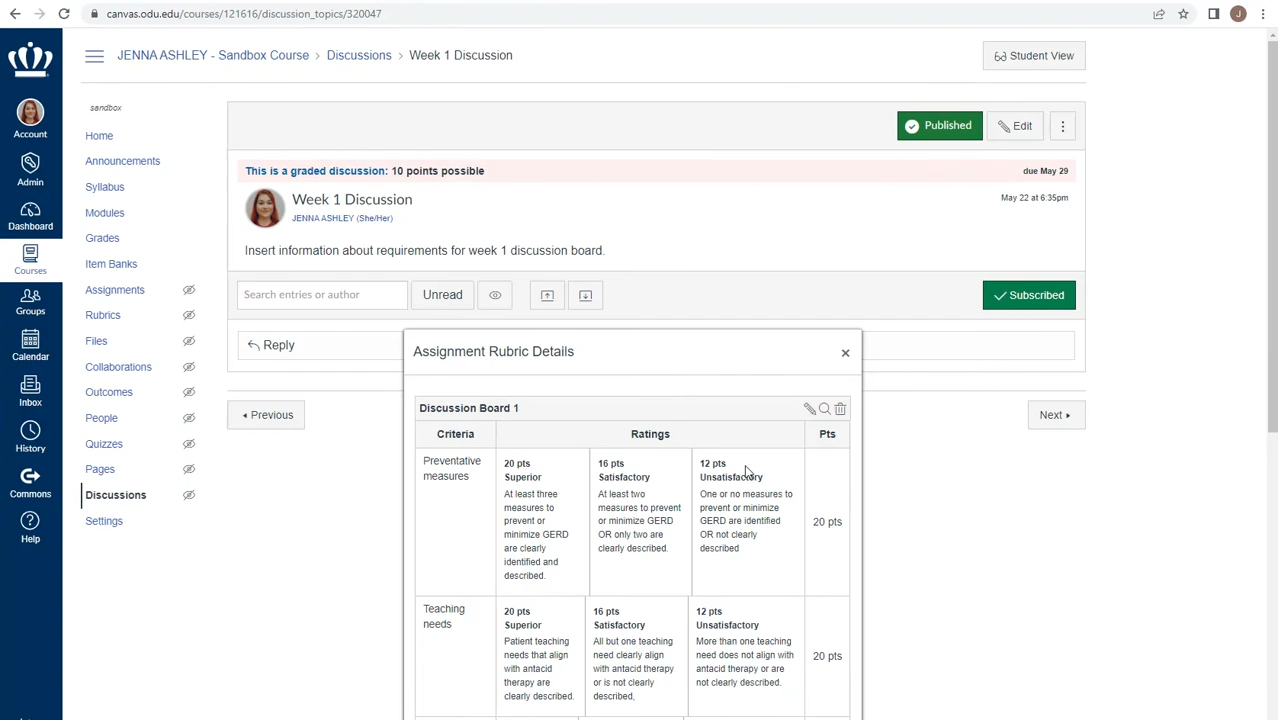 canvas.odu.edu/courses/121616/discussion_topics/320047
J
JENNA ASHLEY - Sandbox Course > Discussions > Week 1 Discussion
Student View
Account
Admin
Dashboard
Courses
Groups
Calendar
Inbox
History
Commons
Help
sandbox
Home
Announcements
Syllabus
Modules
Grades
Item Banks
Assignments
Rubrics
Files
Collaborations
Outcomes
People
Quizzes
Pages
Discussions
Settings
Published
Edit
This is a graded discussion: 10 points possible
due May 29
Week 1 Discussion
May 22 at 6:35pm
JENNA ASHLEY (She/Her)
Insert information about requirements for week 1 discussion board.
Search entries or author
Unread
Subscribed
Reply
Previous
Next
Assignment Rubric Details
Discussion Board 1
Criteria
Ratings
Pts
Preventative
measures
20 pts
Superior
At least three
measures to
prevent or
minimize GERD
are clearly
identified and
described.
16 pts
Satisfactory
At least two
measures to prevent
or minimize GERD
OR only two are
clearly described.
12 pts
Unsatisfactory
One or no measures to
prevent or minimize
GERD are identified
OR not clearly
described
20 pts
Teaching
needs
20 pts
Superior
Patient teaching
needs that align
with antacid
therapy are
clearly described.
16 pts
Satisfactory
All but one teaching
need clearly align
with antacid therapy
or is not clearly
described,
12 pts
Unsatisfactory
More than one teaching
need does not align with
antacid therapy or are
not clearly described.
20 pts